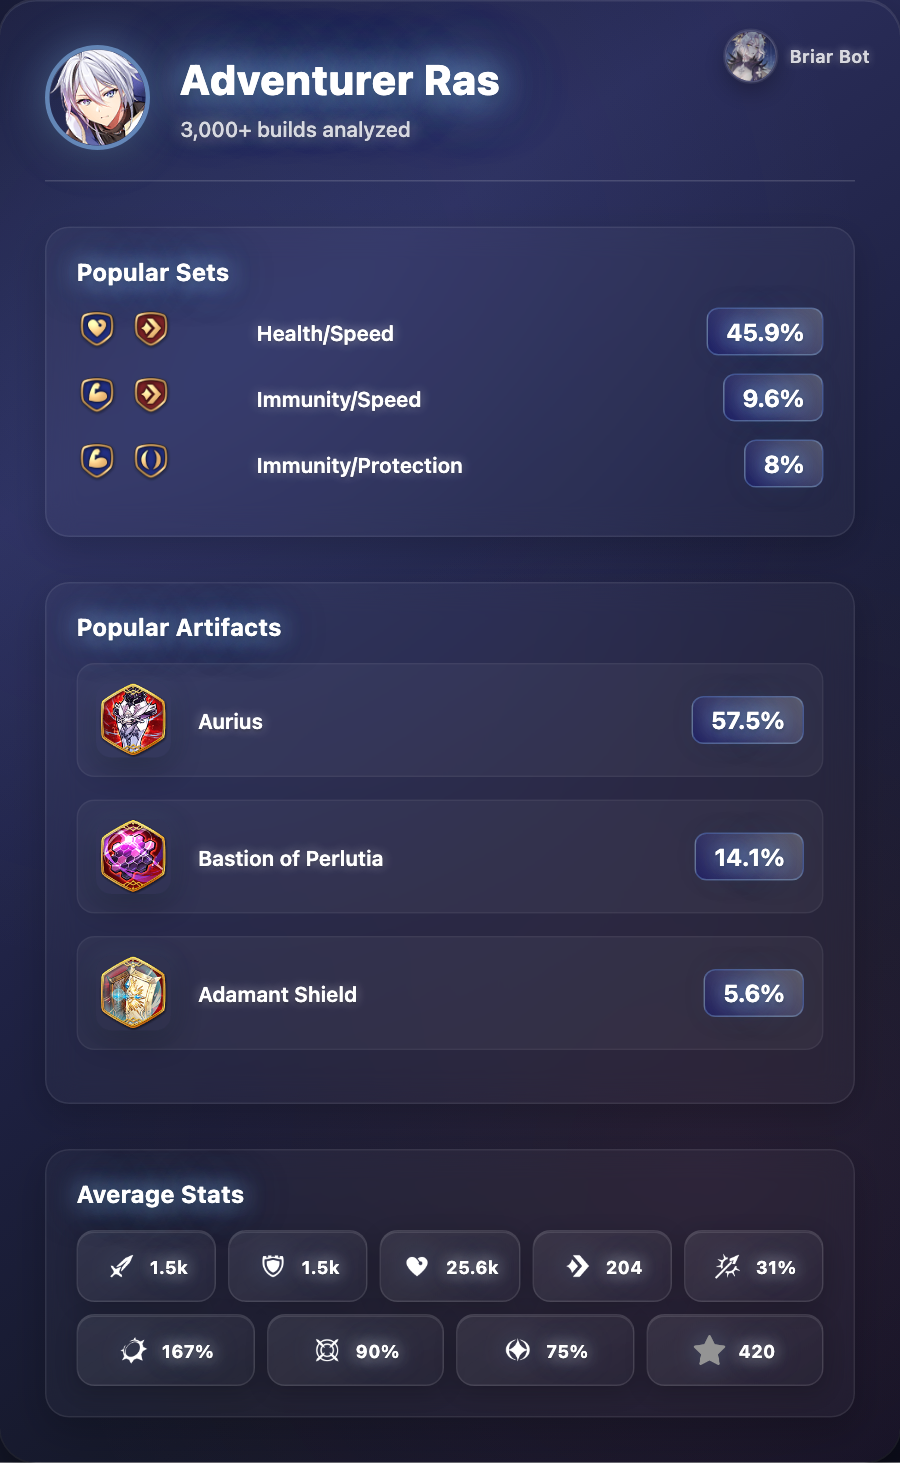 Adventurer Ras
3,000+ builds analyzed
Briar Bot
Popular Sets
Health/Speed 45.9%
Immunity/Speed 9.6%
Immunity/Protection 8%
Popular Artifacts
Aurius 57.5%
Bastion of Perlutia 14.1%
Adamant Shield 5.6%
Average Stats
1.5k 1.5k 25.6k 204 31%
167% 90% 75% 420